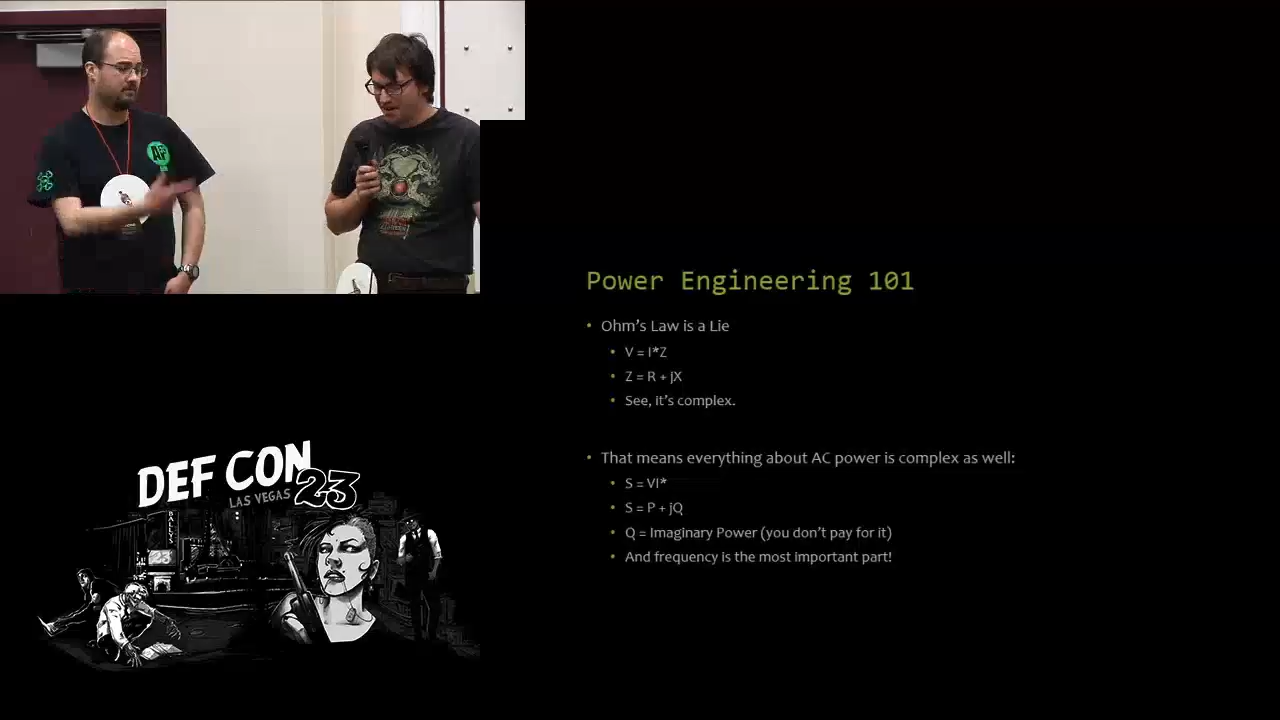 AF
Power Engineering 101
• Ohm's Law is a Lie
• V = I*Z
• Z = R + jX
• See, it's complex.
• That means everything about AC power is complex as well:
• S = VI*
• S = P + jQ
• Q = Imaginary Power (you don't pay for it)
• And frequency is the most important part!
DEF CON
LAS VEGAS 23
BALLYS